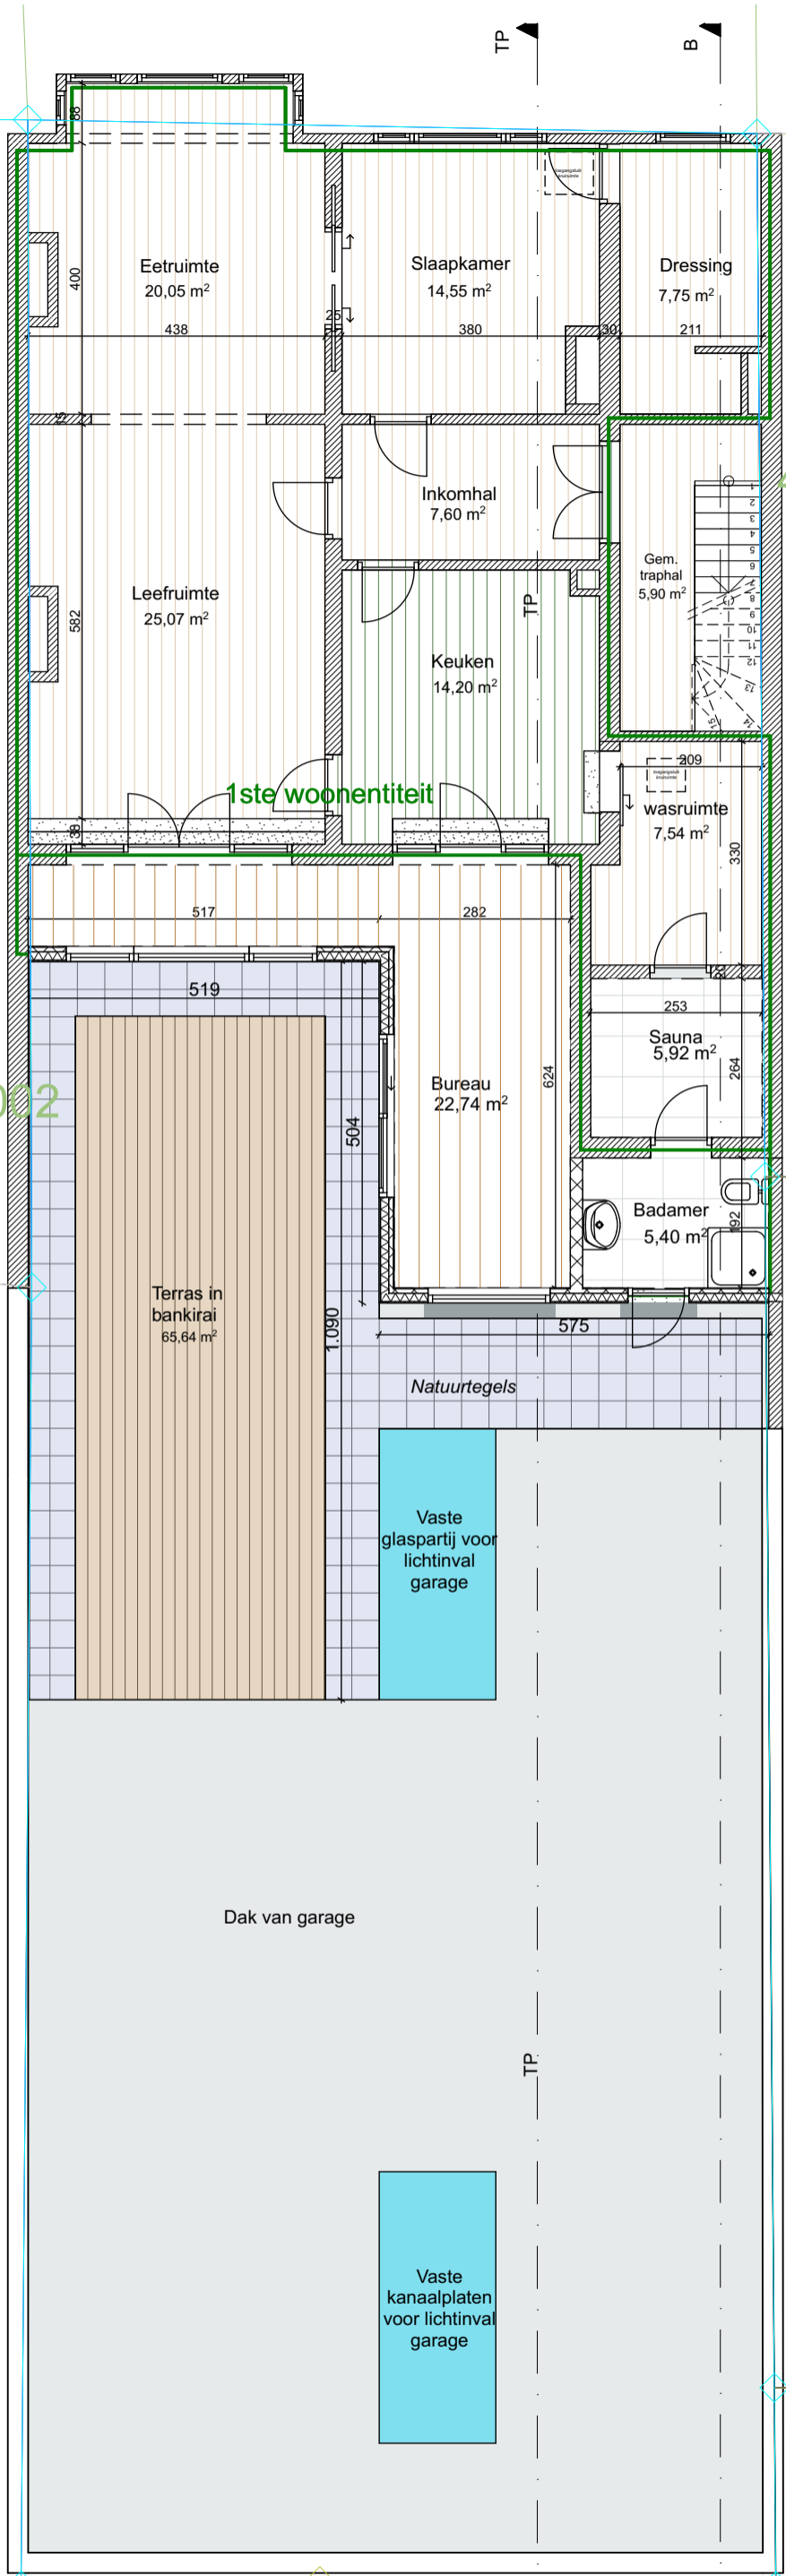 TP
B
88
Eetruimte
20,05 m²
400
438
25
Slaapkamer
14,55 m²
380
30
Dressing
7,75 m²
211
15
Inkomhal
7,60 m²
Gem.
traphal
5,90 m²
1
2
3
4
5
6
7
8
9
10
11
12
13
14
15
Leefruimte
25,07 m²
582
TP
Keuken
14,20 m²
1ste woonentiteit
38
209
wasruimte
7,54 m²
330
517
282
20
519
253
Sauna
5,92 m²
264
Bureau
22,74 m²
624
504
002
Badamer
5,40 m²
192
Terras in
bankirai
65,64 m²
1.090
575
Natuurtegels
Vaste
glaspartij voor
lichtinval
garage
Dak van garage
TP
Vaste
kanaalplaten
voor lichtinval
garage